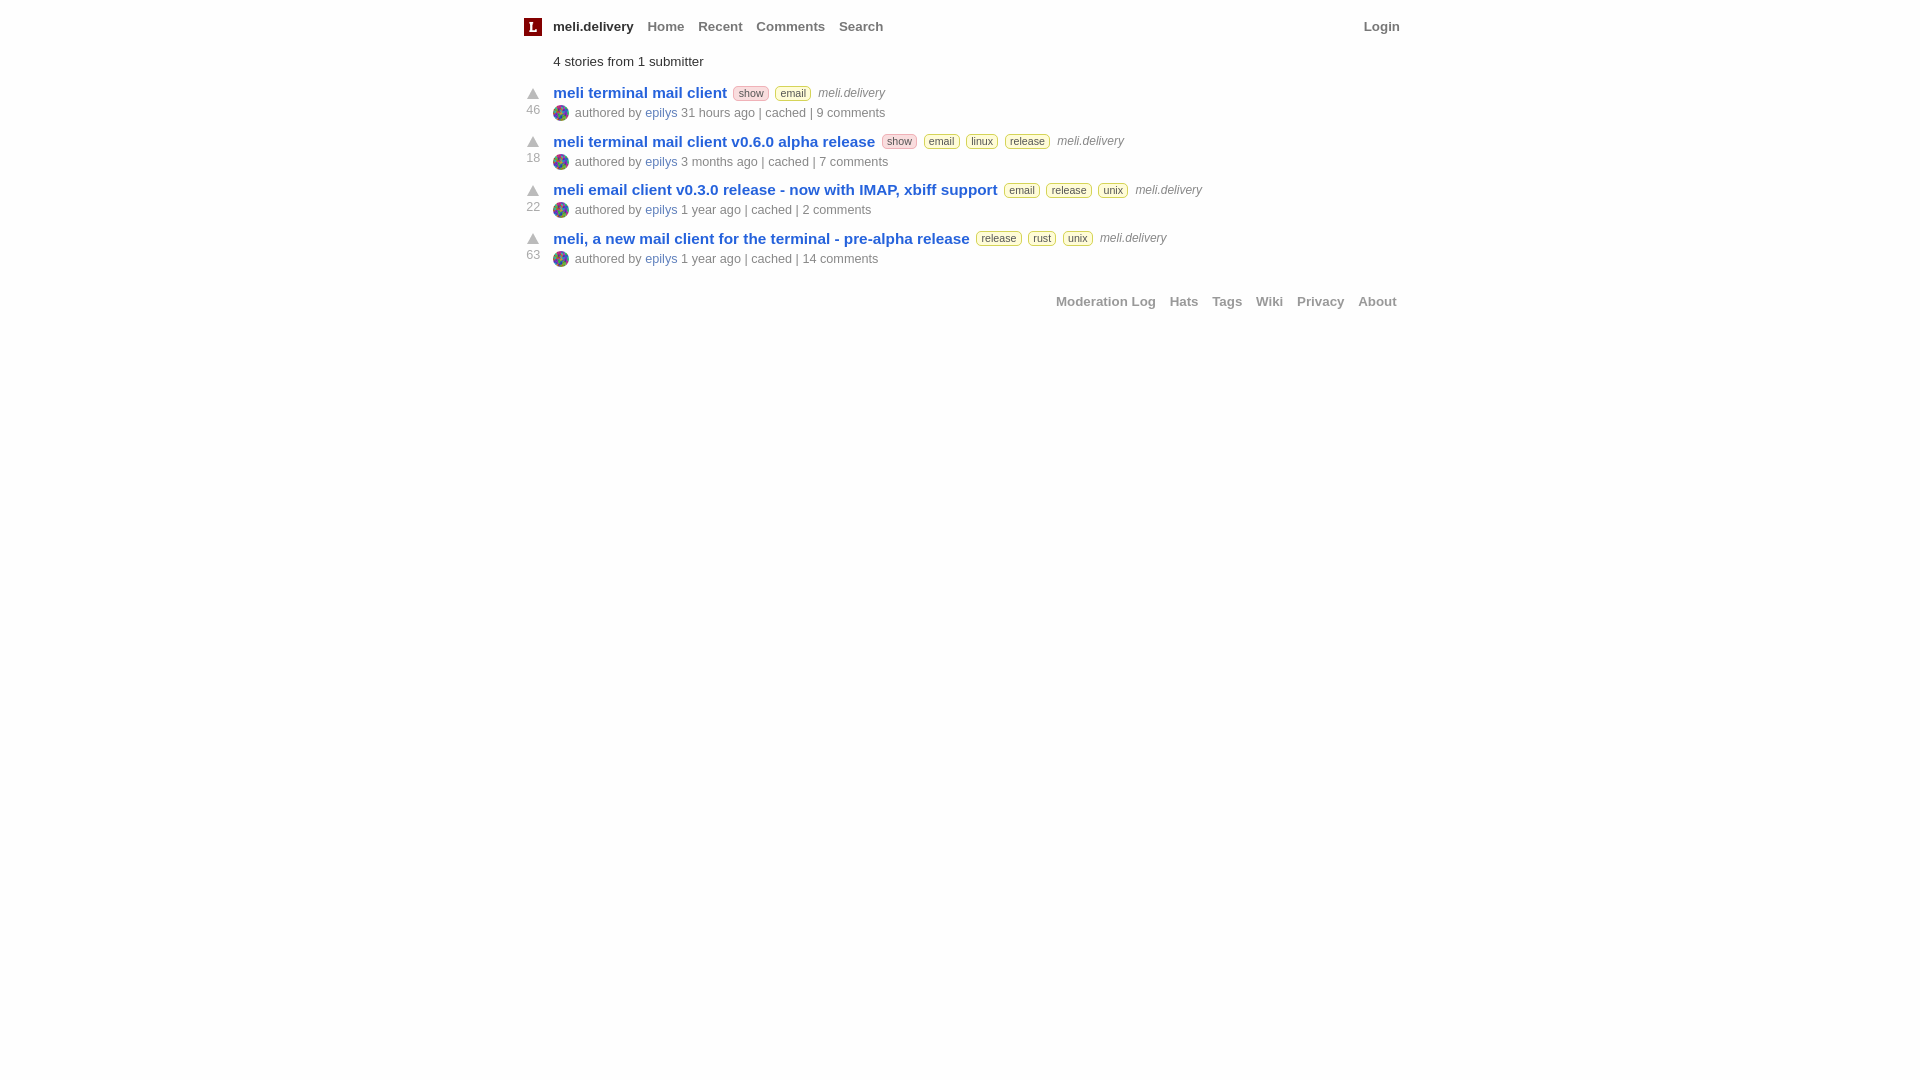 L meli.delivery Home Recent Comments Search Login
4 stories from 1 submitter
meli terminal mail client show email meli.delivery
46
authored by epilys 31 hours ago | cached | 9 comments
meli terminal mail client v0.6.0 alpha release show email linux release meli.delivery
18
authored by epilys 3 months ago | cached | 7 comments
meli email client v0.3.0 release - now with IMAP, xbiff support email release unix meli.delivery
22
authored by epilys 1 year ago | cached | 2 comments
meli, a new mail client for the terminal - pre-alpha release release rust unix meli.delivery
63
authored by epilys 1 year ago | cached | 14 comments
Moderation Log Hats Tags Wiki Privacy About